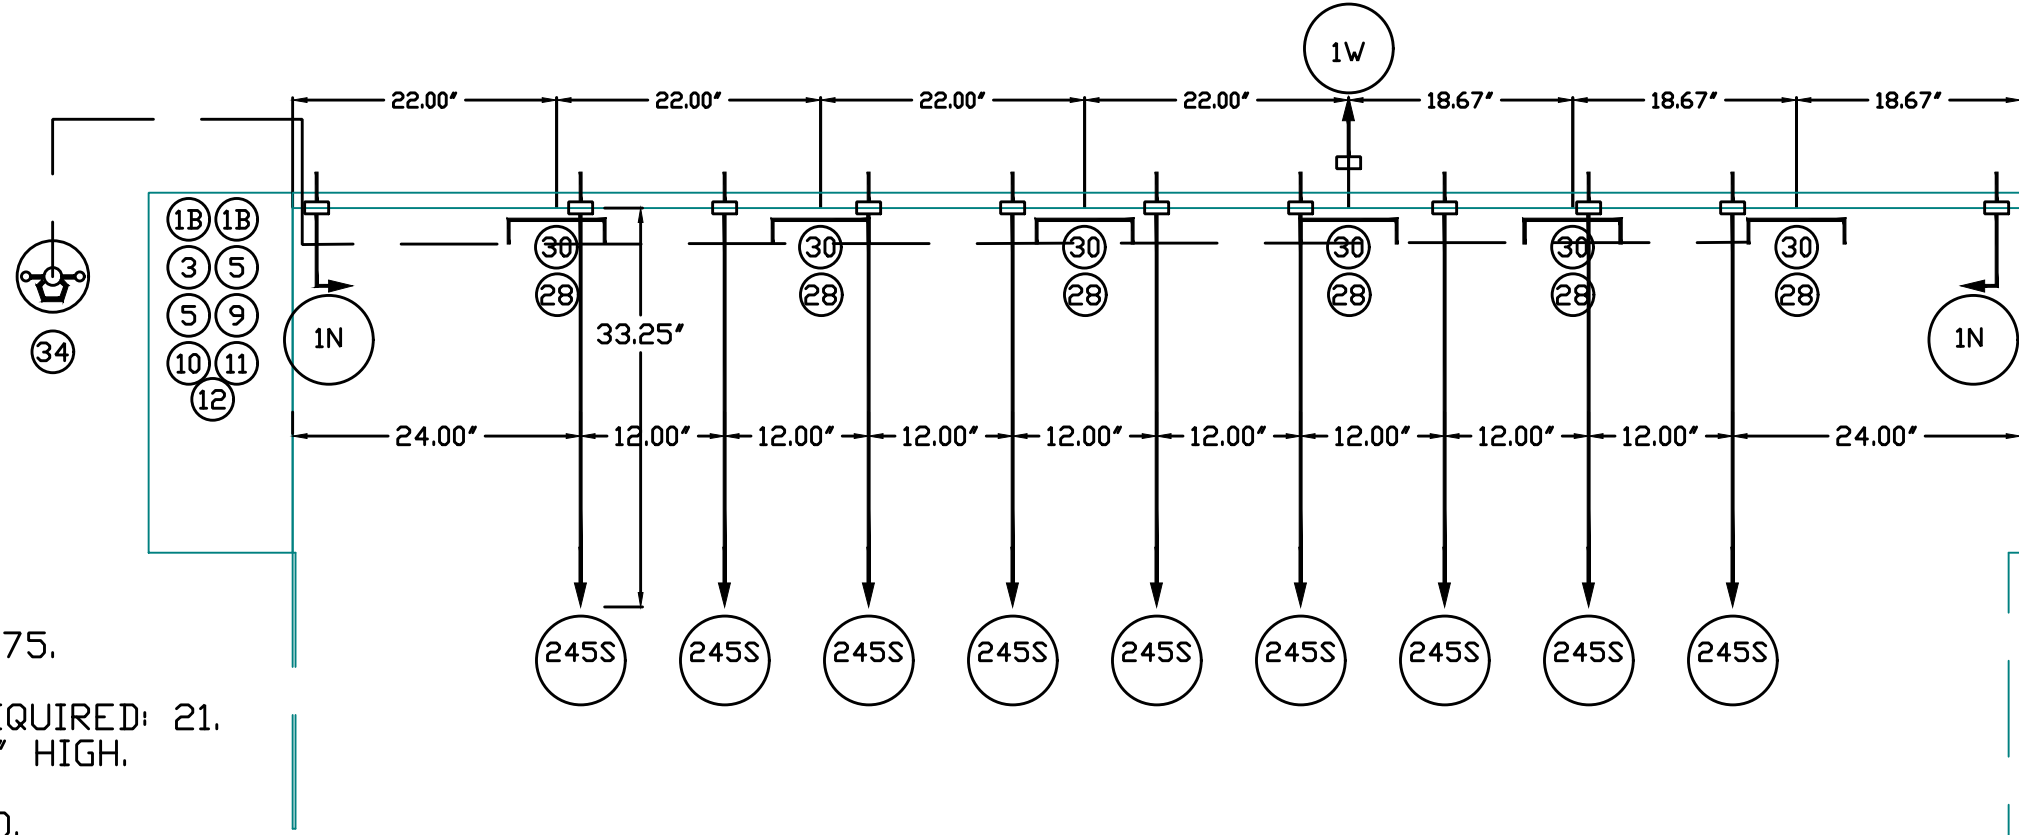 1W
22.00" 22.00" 22.00" 22.00" 18.67" 18.67" 18.67"
1B 1B
3 5
5 9
10 11
12
30 30 30 30 30 30
28 28 28 28 28 28
33.25"
1N 1N
34
24.00" 12.00" 12.00" 12.00" 12.00" 12.00" 12.00" 12.00" 12.00" 24.00"
245S 245S 245S 245S 245S 245S 245S 245S 245S
75.
QUIRED: 21.
" HIGH.